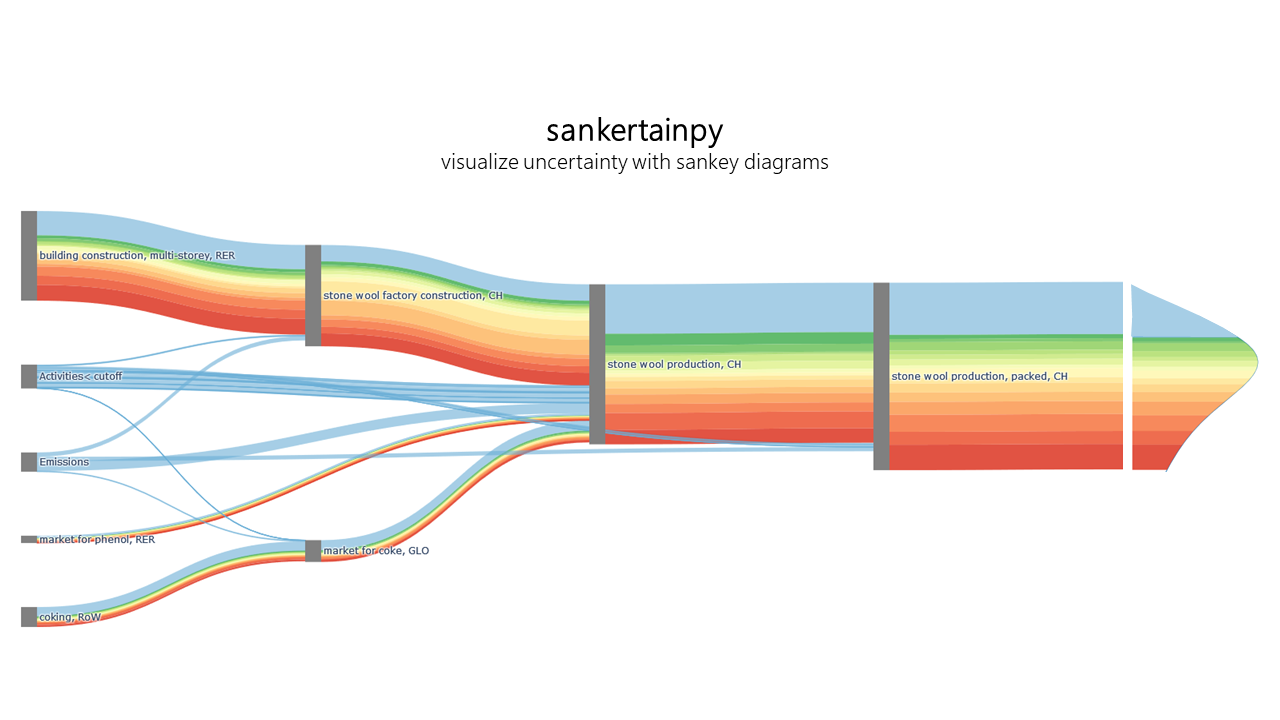 sankertainpy
visualize uncertainty with sankey diagrams
building construction, multi-storey, RER
stone wool factory construction, CH
stone wool production, CH
stone wool production, packed, CH
Activities< cutoff
Emissions
market for phenol, RER
market for coke, GLO
coking, RoW